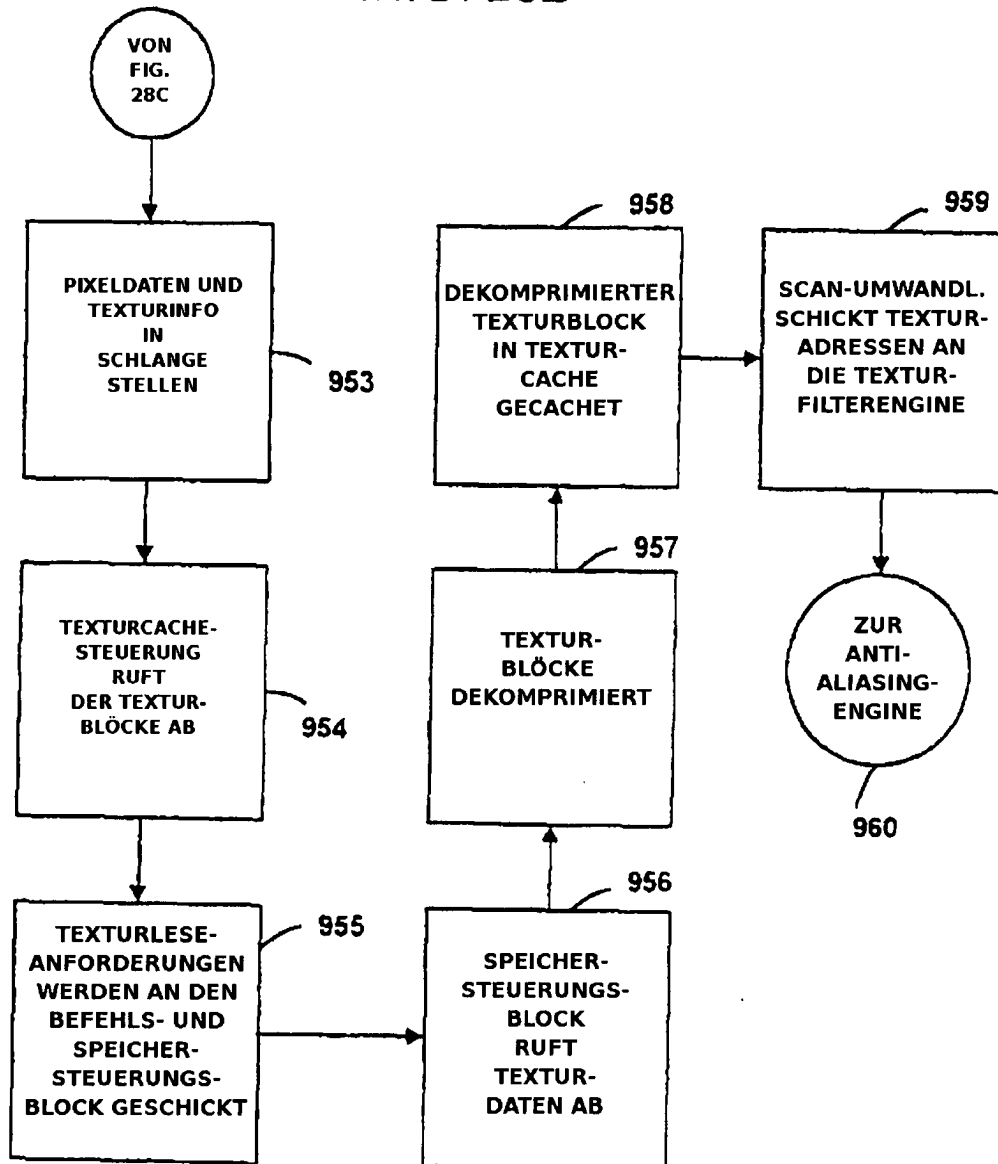 VON
FIG.
28C
PIXELDATEN UND
TEXTURINFO
IN
SCHLANGE
STELLEN
953
TEXTURCACHE-
STEUERUNG
RUFT
DER TEXTUR-
BLÖCKE AB
954
TEXTURLESE-
ANFORDERUNGEN
WERDEN AN DEN
BEFEHLS- UND
SPEICHER-
STEUERUNGS-
BLOCK GESCHICKT
955
SPEICHER-
STEUERUNGS-
BLOCK
RUFT
TEXTUR-
DATEN AB
956
TEXTUR-
BLÖCKE
DEKOMPRIMIERT
957
DEKOMPRIMIERTER
TEXTURBLOCK
IN TEXTUR-
CACHE
GECACHET
958
SCAN-UMWANDL.
SCHICKT TEXTUR-
ADRESSEN AN
DIE TEXTUR-
FILTERENGINE
959
ZUR
ANTI-
ALIASING-
ENGINE
960